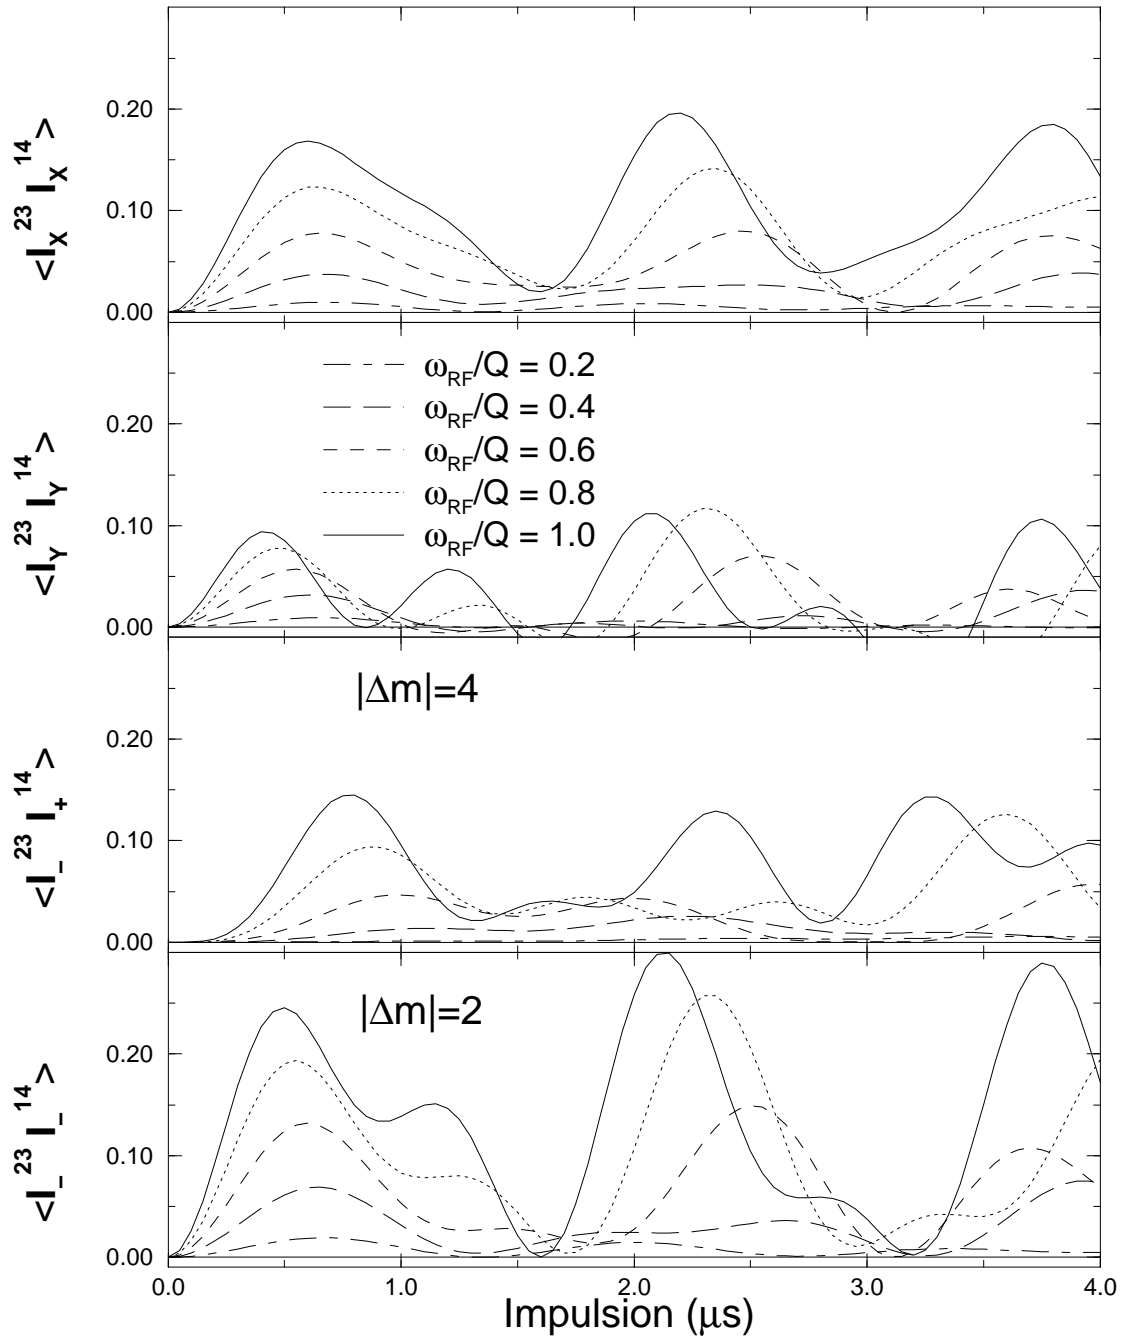 0.20
0.10
0.00
<I_X^23 I_X^14>
ω_RF/Q = 0.2
ω_RF/Q = 0.4
ω_RF/Q = 0.6
ω_RF/Q = 0.8
ω_RF/Q = 1.0
0.20
0.10
0.00
<I_Y^23 I_Y^14>
|Δm|=4
0.20
0.10
0.00
<I_-^23 I_+^14>
|Δm|=2
0.20
0.10
0.00
<I_-^23 I_-^14>
0.0 1.0 2.0 3.0 4.0
Impulsion (μs)